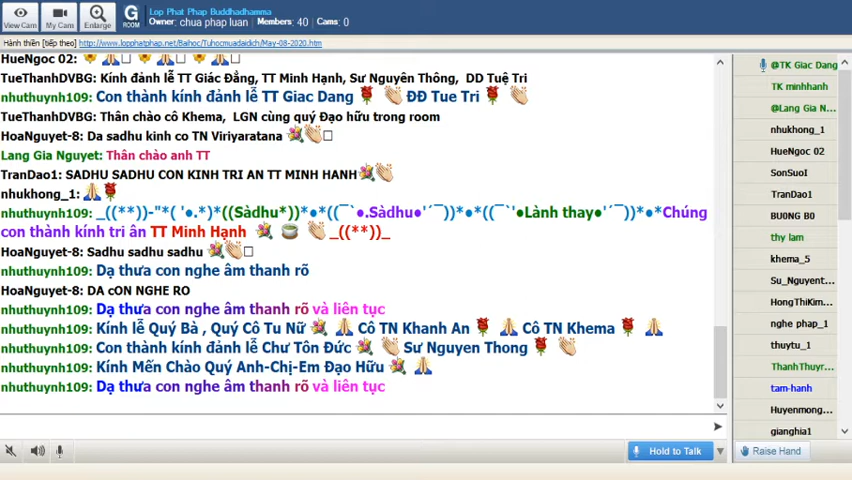 View Cam
My Cam
Enlarge
G
ROOM
Lop Phat Phap Buddhadhamma
Owner: chua phap luan Members: 40 Cams: 0
Hành thiền [tiếp theo] http://www.lopphatphap.net/Baihoc/Tuhocmuadaidich/May-08-2020.htm
HueNgoc 02:
TueThanhDVBG: Kính đảnh lễ TT Giác Đẳng, TT Minh Hạnh, Sư Nguyên Thông, DD Tuệ Trị
nhuthuynh109: Con thành kính đảnh lễ TT Giac Dang 🌹 👏 ĐĐ Tue Tri 🌹 👏
TueThanhDVBG: Thân chào cô Khema, LGN cùng quý Đạo hữu trong room
HoaNguyet-8: Da sadhu kinh co TN Viriyaratana 💐👏□
Lang Gia Nguyet: Thân chào anh TT
TranDao1: SADHU SADHU CON KINH TRI AN TT MINH HANH💐👏
nhukhong_1: 🙏🌹
nhuthuynh109: _((**))-"*( '●.*)*((Sàdhu*))*●*((¯`●.Sàdhu●'´¯))*●*((¯`'●Lành thay●'´¯))*●*Chúng
con thành kính tri ân TT Minh Hạnh 💐 🍵 👏 _((**))_
HoaNguyet-8: Sadhu sadhu sadhu 💐👏□
nhuthuynh109: Dạ thưa con nghe âm thanh rõ
HoaNguyet-8: DA cON NGHE RO
nhuthuynh109: Dạ thưa con nghe âm thanh rõ và liên tục
nhuthuynh109: Kính lễ Quý Bà , Quý Cô Tu Nữ 💐 🙏 Cô TN Khanh An 🌹 🙏 Cô TN Khema 🌹 🙏
nhuthuynh109: Con thành kính đảnh lễ Chư Tôn Đức 💐 👏 Sư Nguyen Thong 🌹 👏
nhuthuynh109: Kính Mến Chào Quý Anh-Chị-Em Đạo Hữu 💐 🙏
nhuthuynh109: Dạ thưa con nghe âm thanh rõ và liên tục
Hold to Talk
@TK Giac Dang
TK minhhanh
@Lang Gia N...
nhukhong_1
HueNgoc 02
SonSuoI
TranDao1
BUONG B0
thy lam
khema_5
Su_Nguyent...
HongThiKim...
nghe phap_1
thuytu_1
ThanhThuyr...
tam-hanh
Huyenmong...
gianghia1
Raise Hand